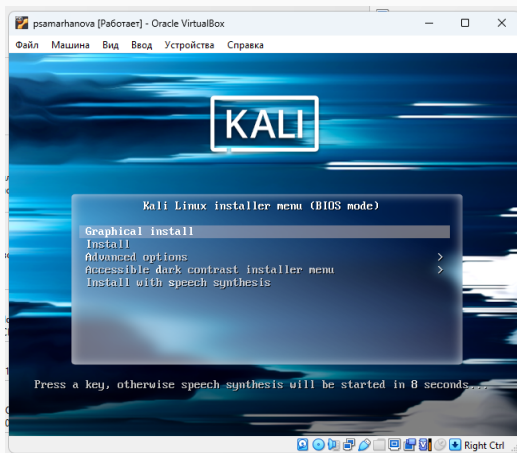 psamarhanova [Работает] - Oracle VirtualBox
Файл Машина Вид Ввод Устройства Справка
KALI
Kali Linux installer menu (BIOS mode)
Graphical install
Install
Advanced options >
Accessible dark contrast installer menu >
Install with speech synthesis
Press a key, otherwise speech synthesis will be started in 8 seconds...
Right Ctrl